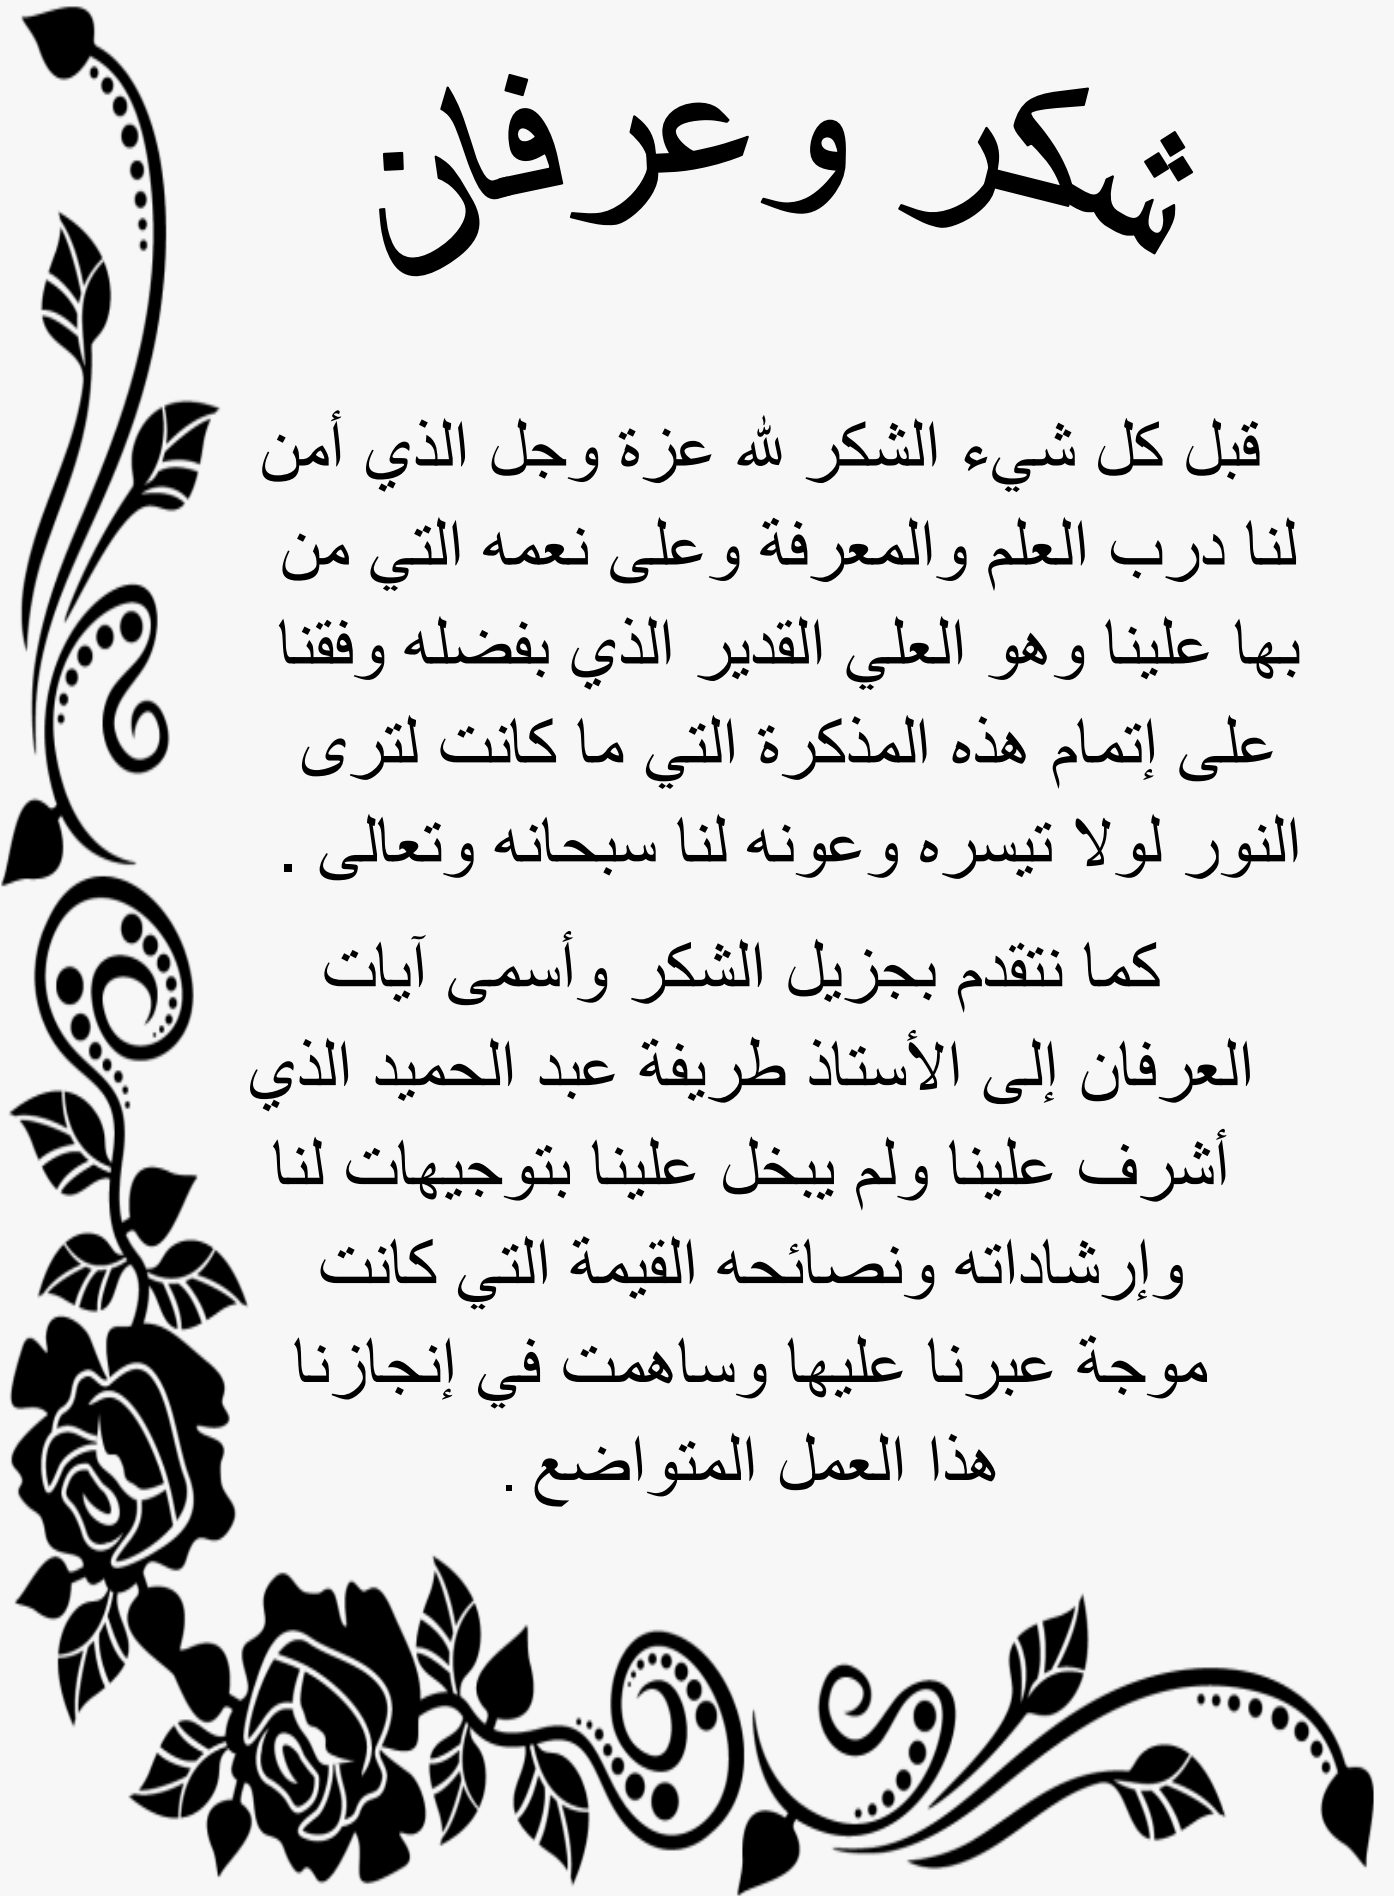 شكر وعرفان
قبل كل شيء الشكر لله عزة وجل الذي أمن
لنا درب العلم والمعرفة وعلى نعمه التي من
بها علينا وهو العلي القدير الذي بفضله وفقنا
على إتمام هذه المذكرة التي ما كانت لترى
النور لولا تيسره وعونه لنا سبحانه وتعالى .
كما نتقدم بجزيل الشكر وأسمى آيات
العرفان إلى الأستاذ طريفة عبد الحميد الذي
أشرف علينا ولم يبخل علينا بتوجيهات لنا
وإرشاداته ونصائحه القيمة التي كانت
موجة عبرنا عليها وساهمت في إنجازنا
هذا العمل المتواضع .